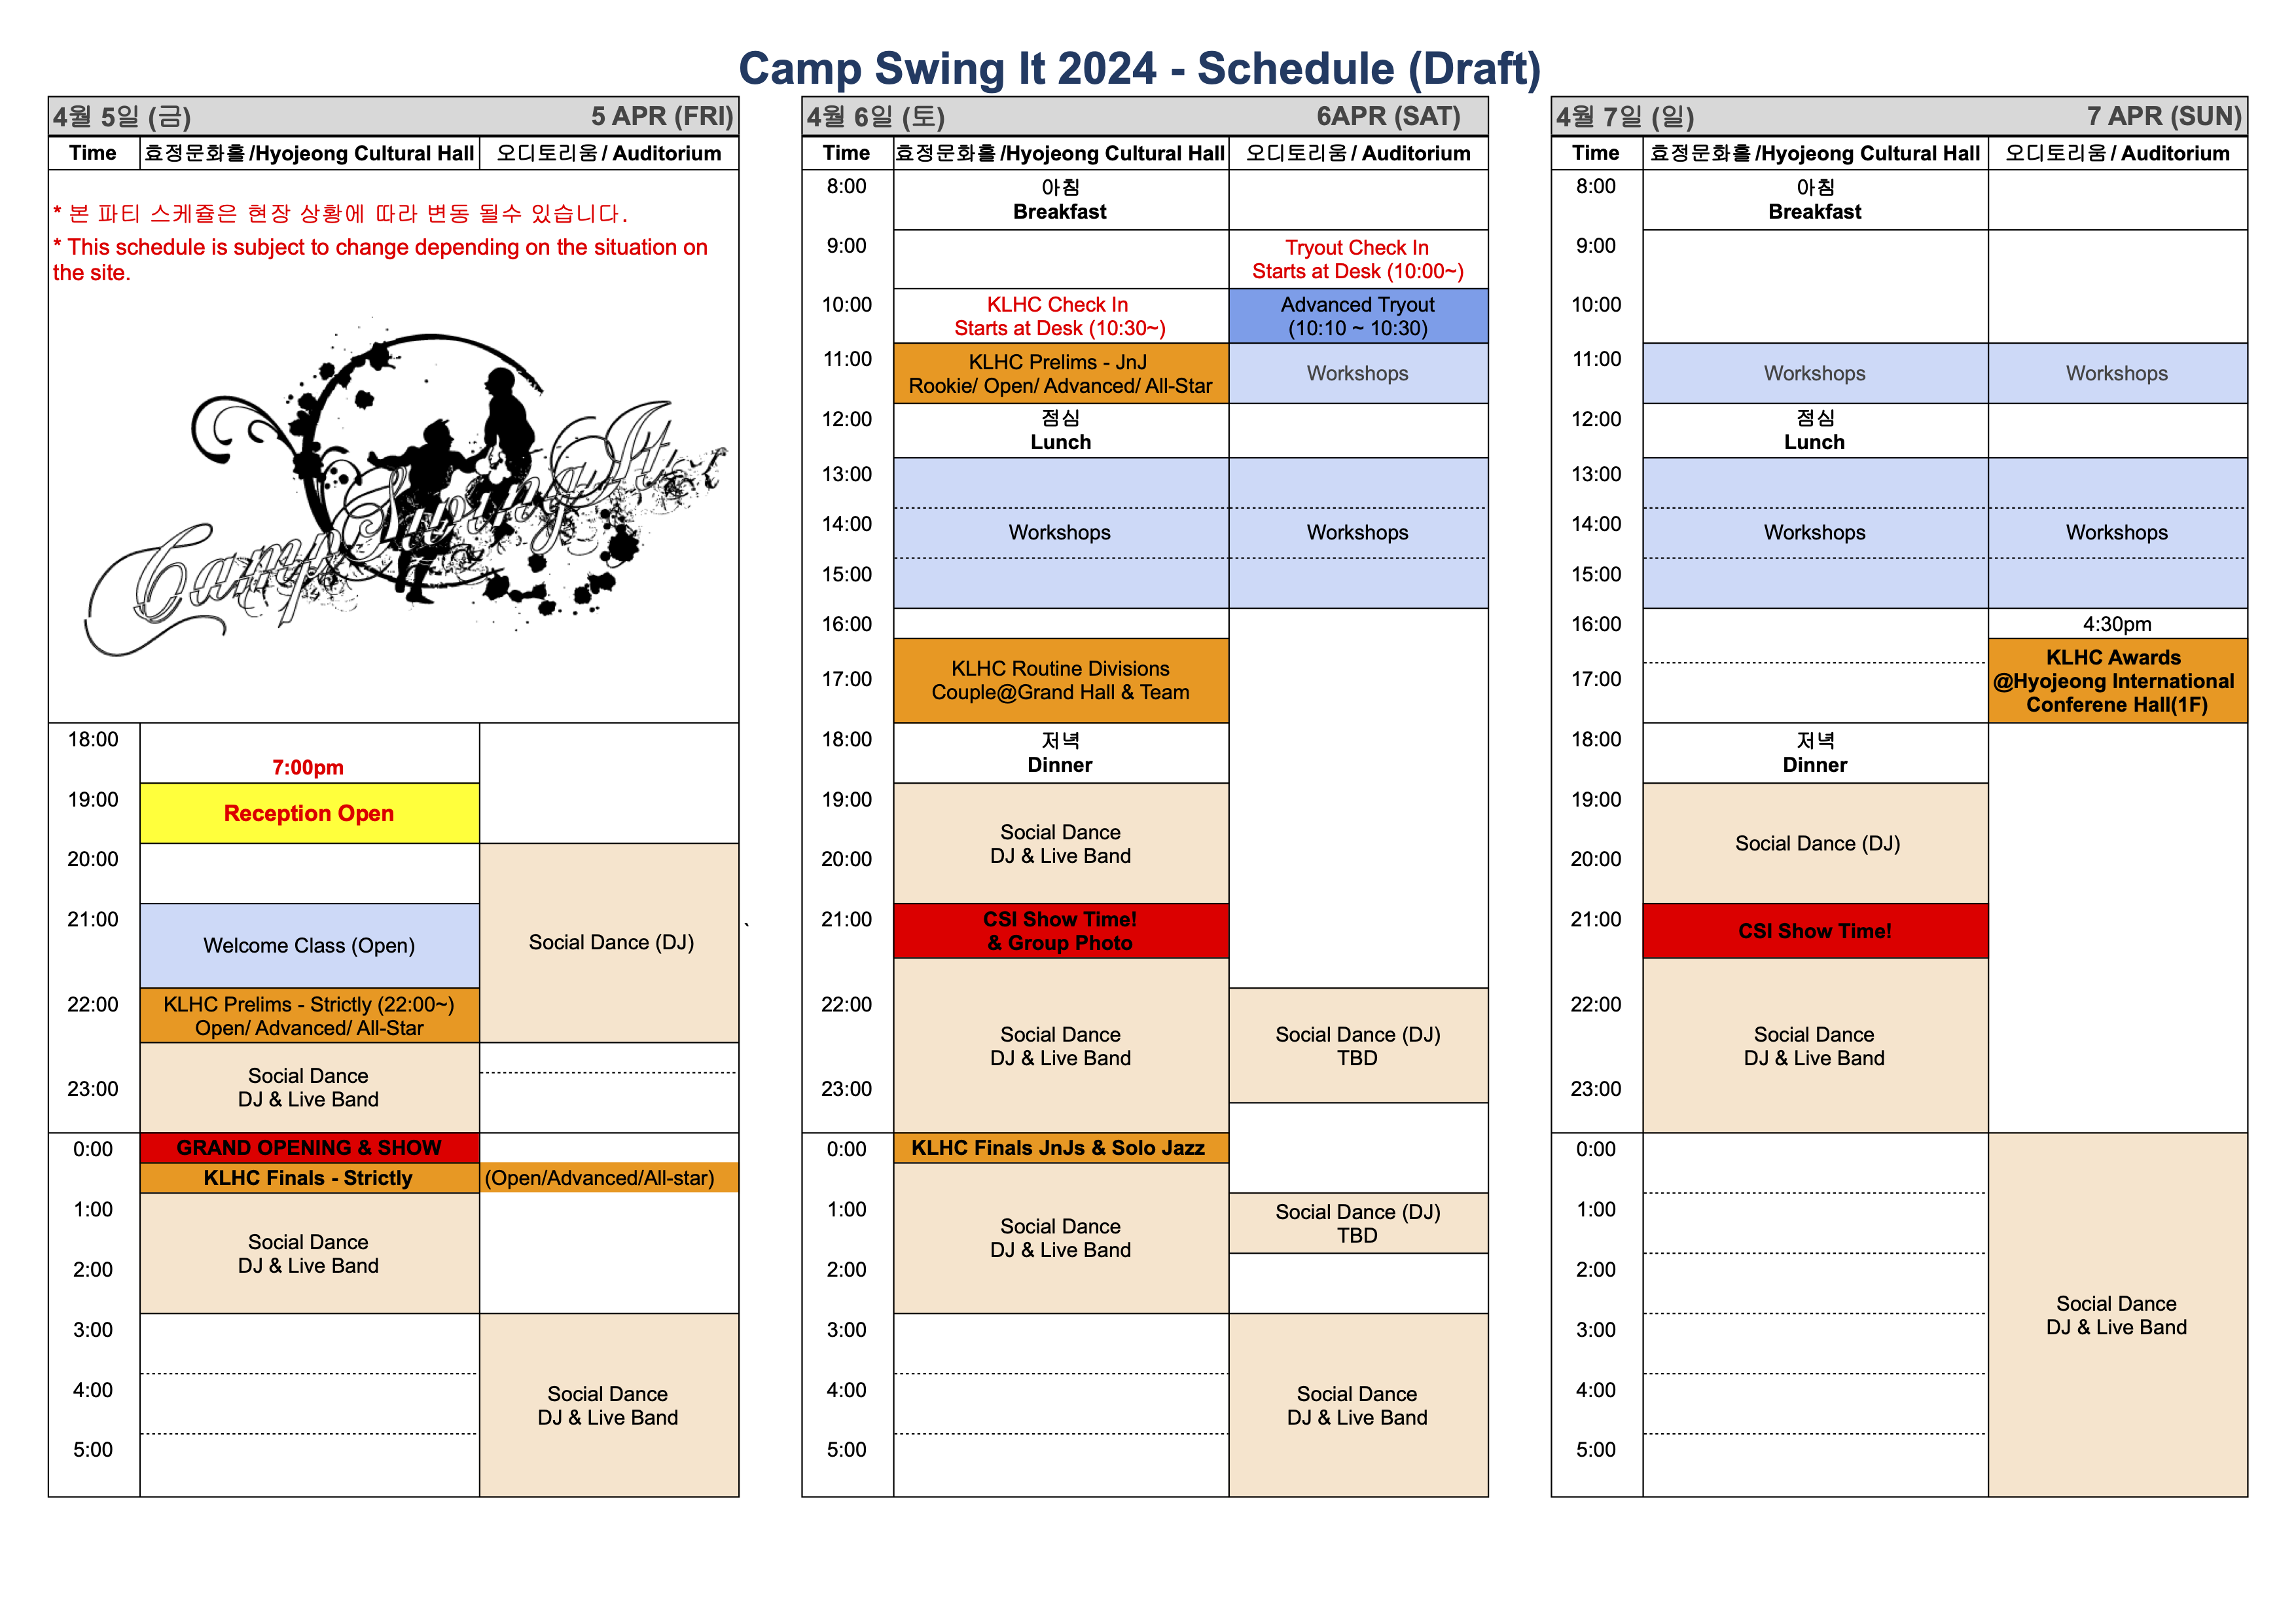 Camp Swing It 2024 - Schedule (Draft)
4월 5일 (금) 5 APR (FRI)
Time 효정문화홀 /Hyojeong Cultural Hall 오디토리움 / Auditorium
* 본 파티 스케쥴은 현장 상황에 따라 변동 될수 있습니다.
* This schedule is subject to change depending on the situation on
the site.
Camp Swing It
18:00
7:00pm
19:00
Reception Open
20:00
21:00
Welcome Class (Open)
Social Dance (DJ)
22:00
KLHC Prelims - Strictly (22:00~)
Open/ Advanced/ All-Star
Social Dance
DJ & Live Band
23:00
0:00
GRAND OPENING & SHOW
KLHC Finals - Strictly (Open/Advanced/All-star)
1:00
Social Dance
DJ & Live Band
2:00
3:00
4:00
Social Dance
DJ & Live Band
5:00
`
4월 6일 (토) 6APR (SAT)
Time 효정문화홀 /Hyojeong Cultural Hall 오디토리움 / Auditorium
8:00
아침
Breakfast
9:00
Tryout Check In
Starts at Desk (10:00~)
10:00
KLHC Check In
Starts at Desk (10:30~)
Advanced Tryout
(10:10 ~ 10:30)
11:00
KLHC Prelims - JnJ
Rookie/ Open/ Advanced/ All-Star
Workshops
12:00
점심
Lunch
13:00
14:00
Workshops
Workshops
15:00
16:00
KLHC Routine Divisions
Couple@Grand Hall & Team
17:00
18:00
저녁
Dinner
19:00
Social Dance
DJ & Live Band
20:00
21:00
CSI Show Time!
& Group Photo
22:00
Social Dance
DJ & Live Band
Social Dance (DJ)
TBD
23:00
0:00
KLHC Finals JnJs & Solo Jazz
1:00
Social Dance
DJ & Live Band
Social Dance (DJ)
TBD
2:00
3:00
4:00
Social Dance
DJ & Live Band
5:00
4월 7일 (일) 7 APR (SUN)
Time 효정문화홀 /Hyojeong Cultural Hall 오디토리움 / Auditorium
8:00
아침
Breakfast
9:00
10:00
11:00
Workshops
Workshops
12:00
점심
Lunch
13:00
14:00
Workshops
Workshops
15:00
16:00
4:30pm
KLHC Awards
@Hyojeong International
Conferene Hall(1F)
17:00
18:00
저녁
Dinner
19:00
Social Dance (DJ)
20:00
21:00
CSI Show Time!
22:00
Social Dance
DJ & Live Band
23:00
0:00
1:00
2:00
Social Dance
DJ & Live Band
3:00
4:00
5:00